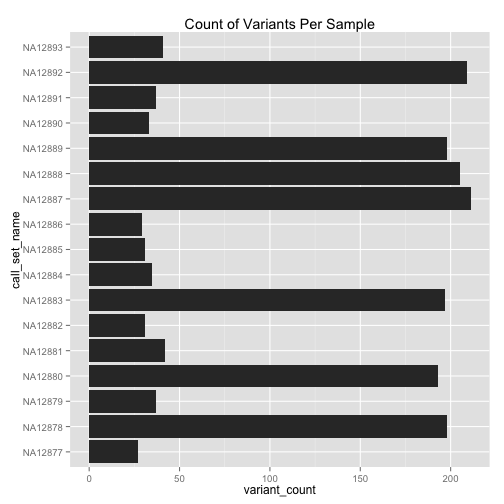 Count of Variants Per Sample
call_set_name
NA12893
NA12892
NA12891
NA12890
NA12889
NA12888
NA12887
NA12886
NA12885
NA12884
NA12883
NA12882
NA12881
NA12880
NA12879
NA12878
NA12877
0 50 100 150 200
variant_count